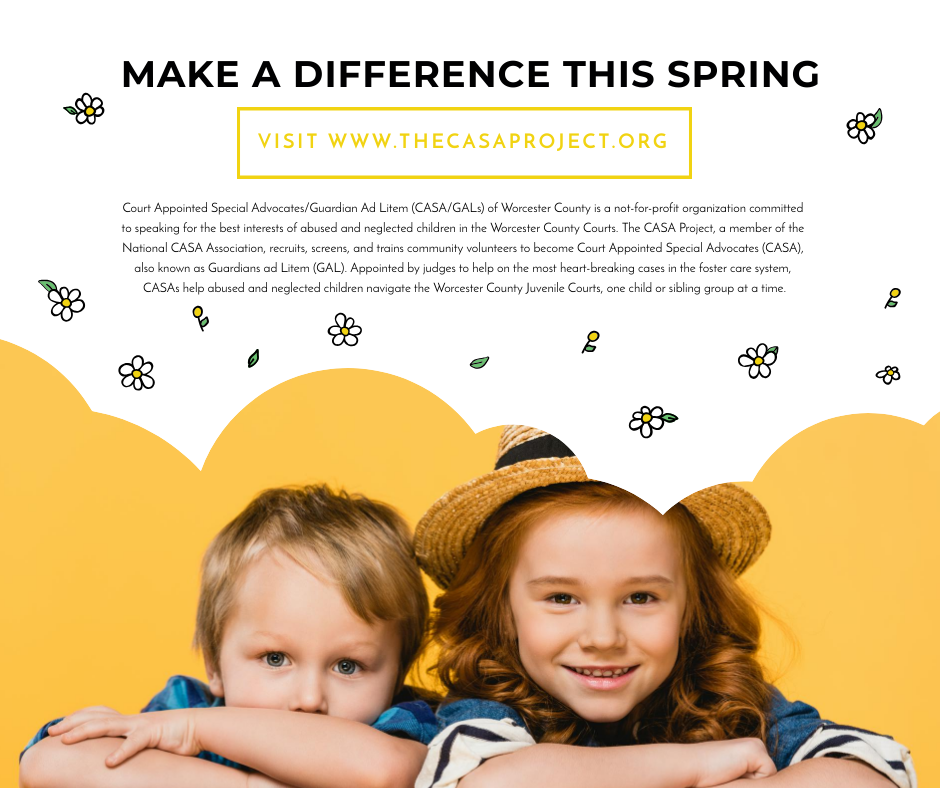 MAKE A DIFFERENCE THIS SPRING
VISIT WWW.THECASAPROJECT.ORG
Court Appointed Special Advocates/Guardian Ad Litem (CASA/GALs) of Worcester County is a not-for-profit organization committed
to speaking for the best interests of abused and neglected children in the Worcester County Courts. The CASA Project, a member of the
National CASA Association, recruits, screens, and trains community volunteers to become Court Appointed Special Advocates (CASA),
also known as Guardians ad Litem (GAL). Appointed by judges to help on the most heart-breaking cases in the foster care system,
CASAs help abused and neglected children navigate the Worcester County Juvenile Courts, one child or sibling group at a time.